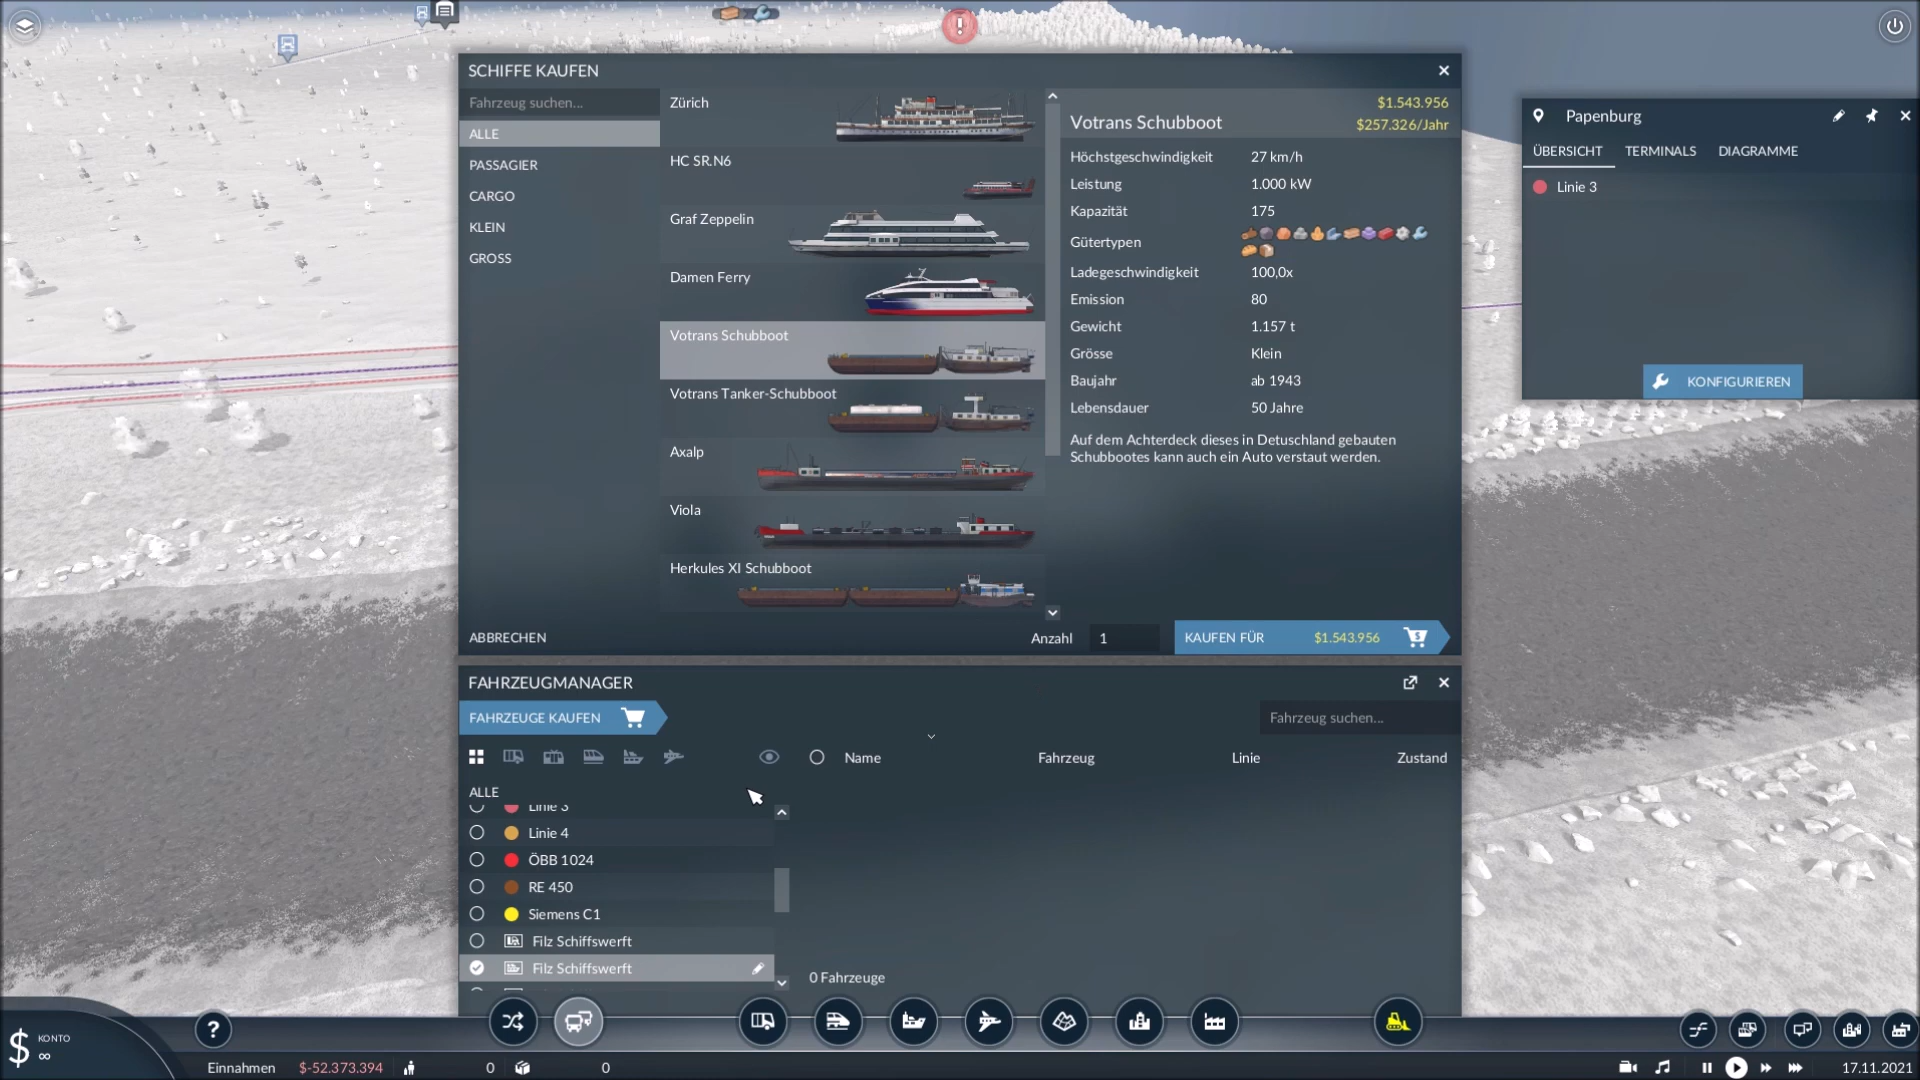 SCHIFFE KAUFEN
Fahrzeug suchen...
ALLE
PASSAGIER
CARGO
KLEIN
GROSS
Zürich
HC SR.N6
Graf Zeppelin
Damen Ferry
Votrans Schubboot
Votrans Tanker-Schubboot
Axalp
Viola
Herkules XI Schubboot
$1.543.956
Votrans Schubboot
$257.326/Jahr
Höchstgeschwindigkeit 27 km/h
Leistung 1.000 kW
Kapazität 175
Gütertypen
Ladegeschwindigkeit 100,0x
Emission 80
Gewicht 1.157 t
Grösse Klein
Baujahr ab 1943
Lebensdauer 50 Jahre
Auf dem Achterdeck dieses in Detuschland gebauten
Schubbootes kann auch ein Auto verstaut werden.
ABBRECHEN
Anzahl 1
KAUFEN FÜR $1.543.956
Papenburg
ÜBERSICHT TERMINALS DIAGRAMME
Linie 3
KONFIGURIEREN
FAHRZEUGMANAGER
FAHRZEUGE KAUFEN
Fahrzeug suchen...
Name Fahrzeug Linie Zustand
ALLE
Linie 3
Linie 4
ÖBB 1024
RE 450
Siemens C1
Filz Schiffswerft
Filz Schiffswerft
0 Fahrzeuge
$ KONTO
∞
?
Einnahmen $-52.373.394 0 0
17.11.2021